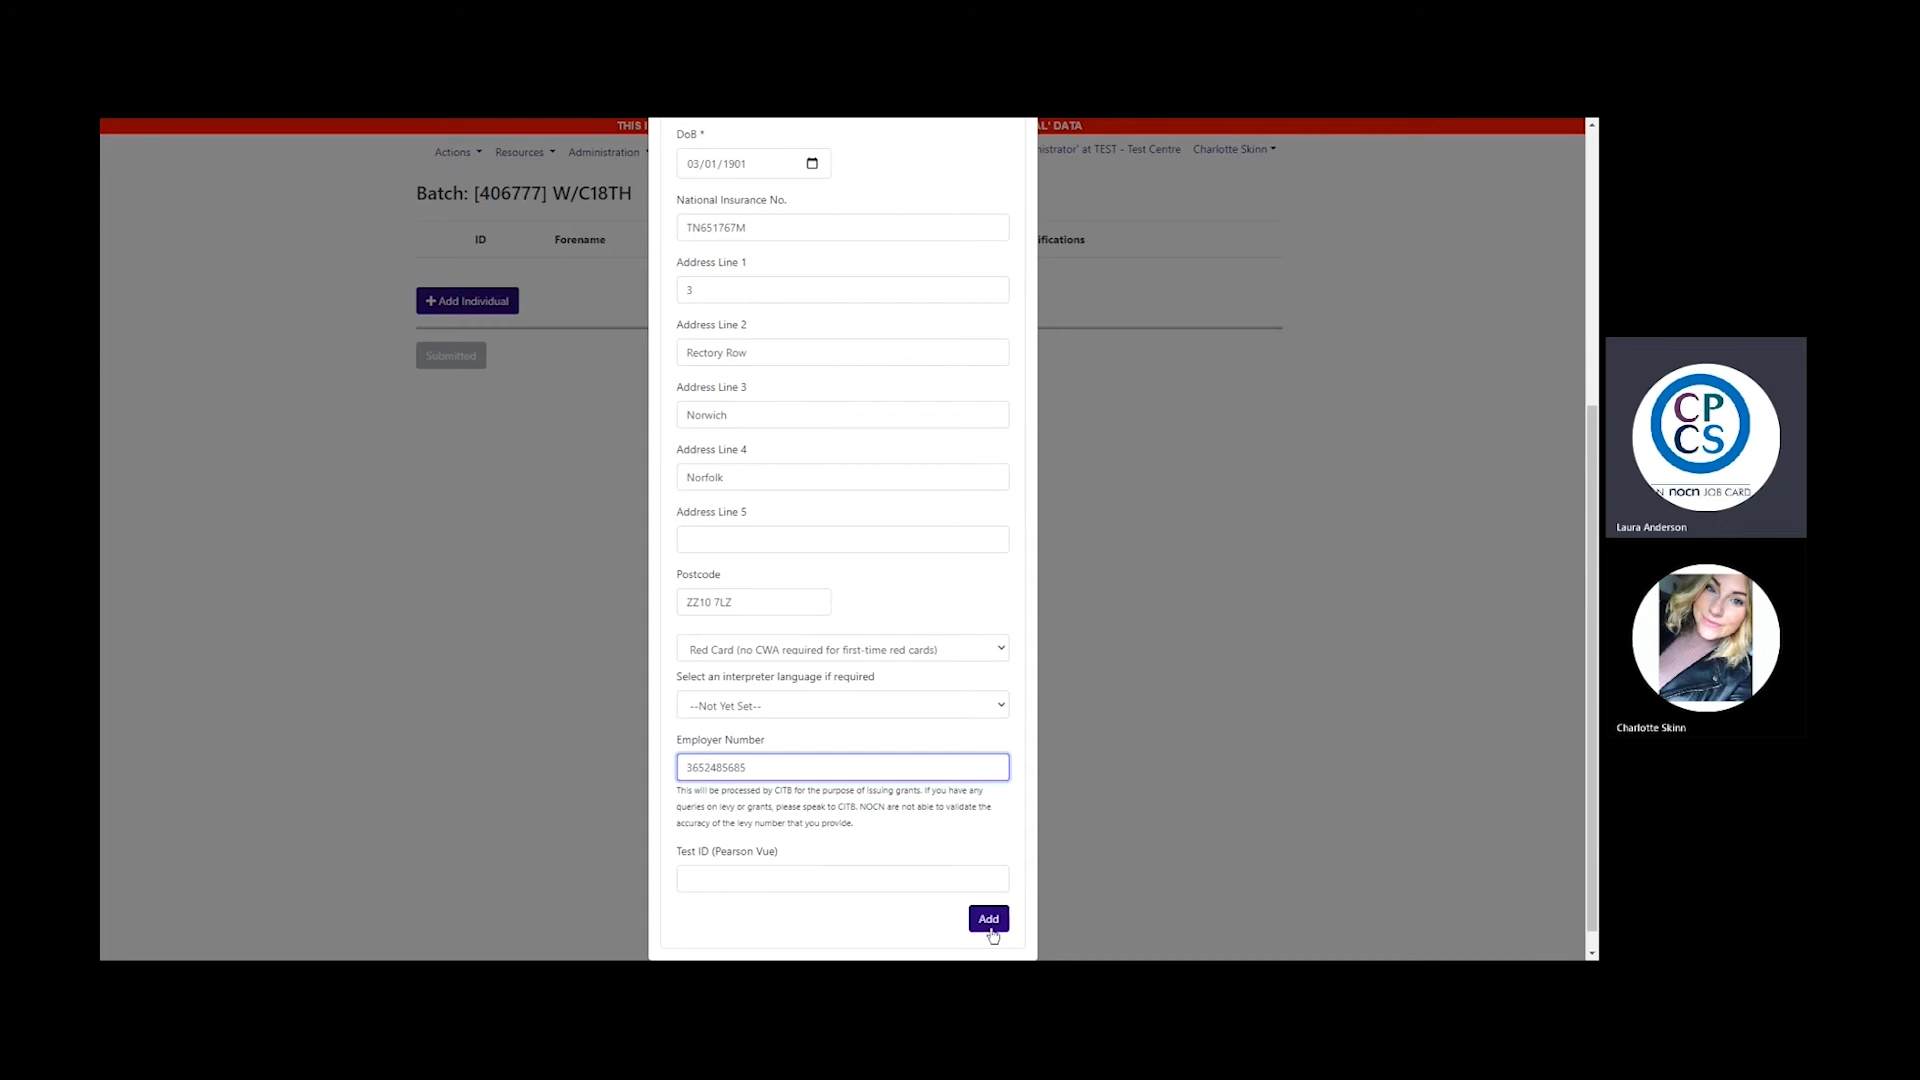 THIS I
AL' DATA
Actions Resources Administration
nistrator' at TEST - Test Centre Charlotte Skinn
Batch: [406777] W/C18TH
ID Forename
ifications
Add Individual
Submitted
DoB *
03/01/1901
National Insurance No.
TN651767M
Address Line 1
3
Address Line 2
Rectory Row
Address Line 3
Norwich
Address Line 4
Norfolk
Address Line 5
Postcode
ZZ10 7LZ
Red Card (no CWA required for first-time red cards)
Select an interpreter language if required
--Not Yet Set--
Employer Number
3652485685
This will be processed by CITB for the purpose of issuing grants. If you have any
queries on levy or grants, please speak to CITB. NOCN are not able to validate the
accuracy of the levy number that you provide.
Test ID (Pearson Vue)
Add
CP
CS
N nocn JOB CARD
Laura Anderson
Charlotte Skinn